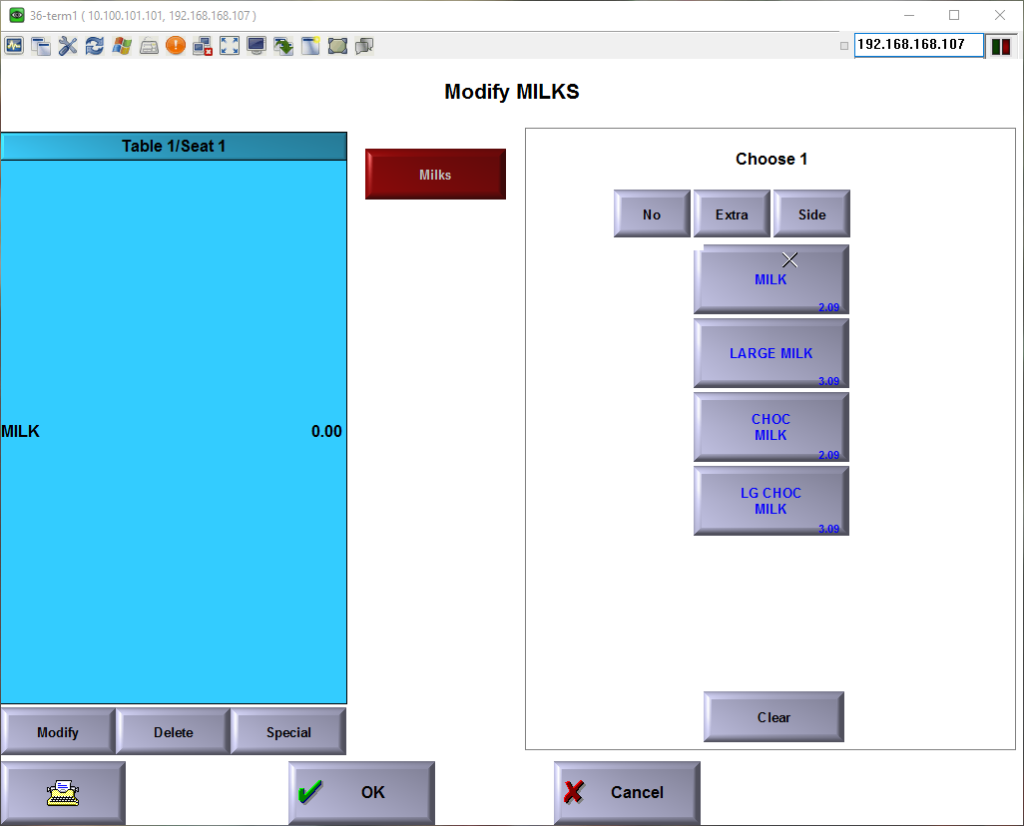 36-term1 ( 10.100.101.101, 192.168.168.107 )
192.168.168.107
Modify MILKS
Table 1/Seat 1
MILK 0.00
Modify Delete Special
Milks
Choose 1
No Extra Side
MILK
2.09
LARGE MILK
3.09
CHOC
MILK
2.09
LG CHOC
MILK
3.09
Clear
OK Cancel